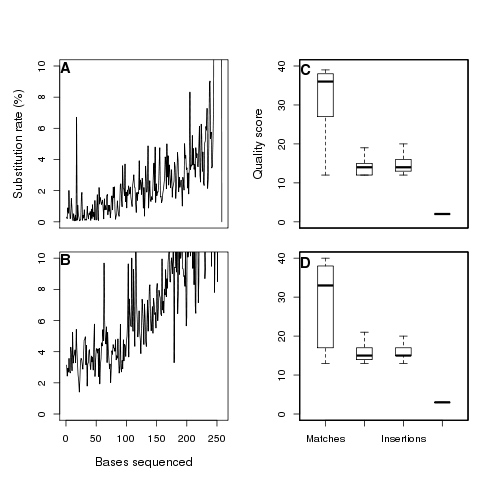 A
Substitution rate (%)
0 2 4 6 8 10
C
Quality score
0 10 20 30 40
B
0 2 4 6 8 10
0 50 100 150 200 250
Bases sequenced
D
0 10 20 30 40
Matches Insertions